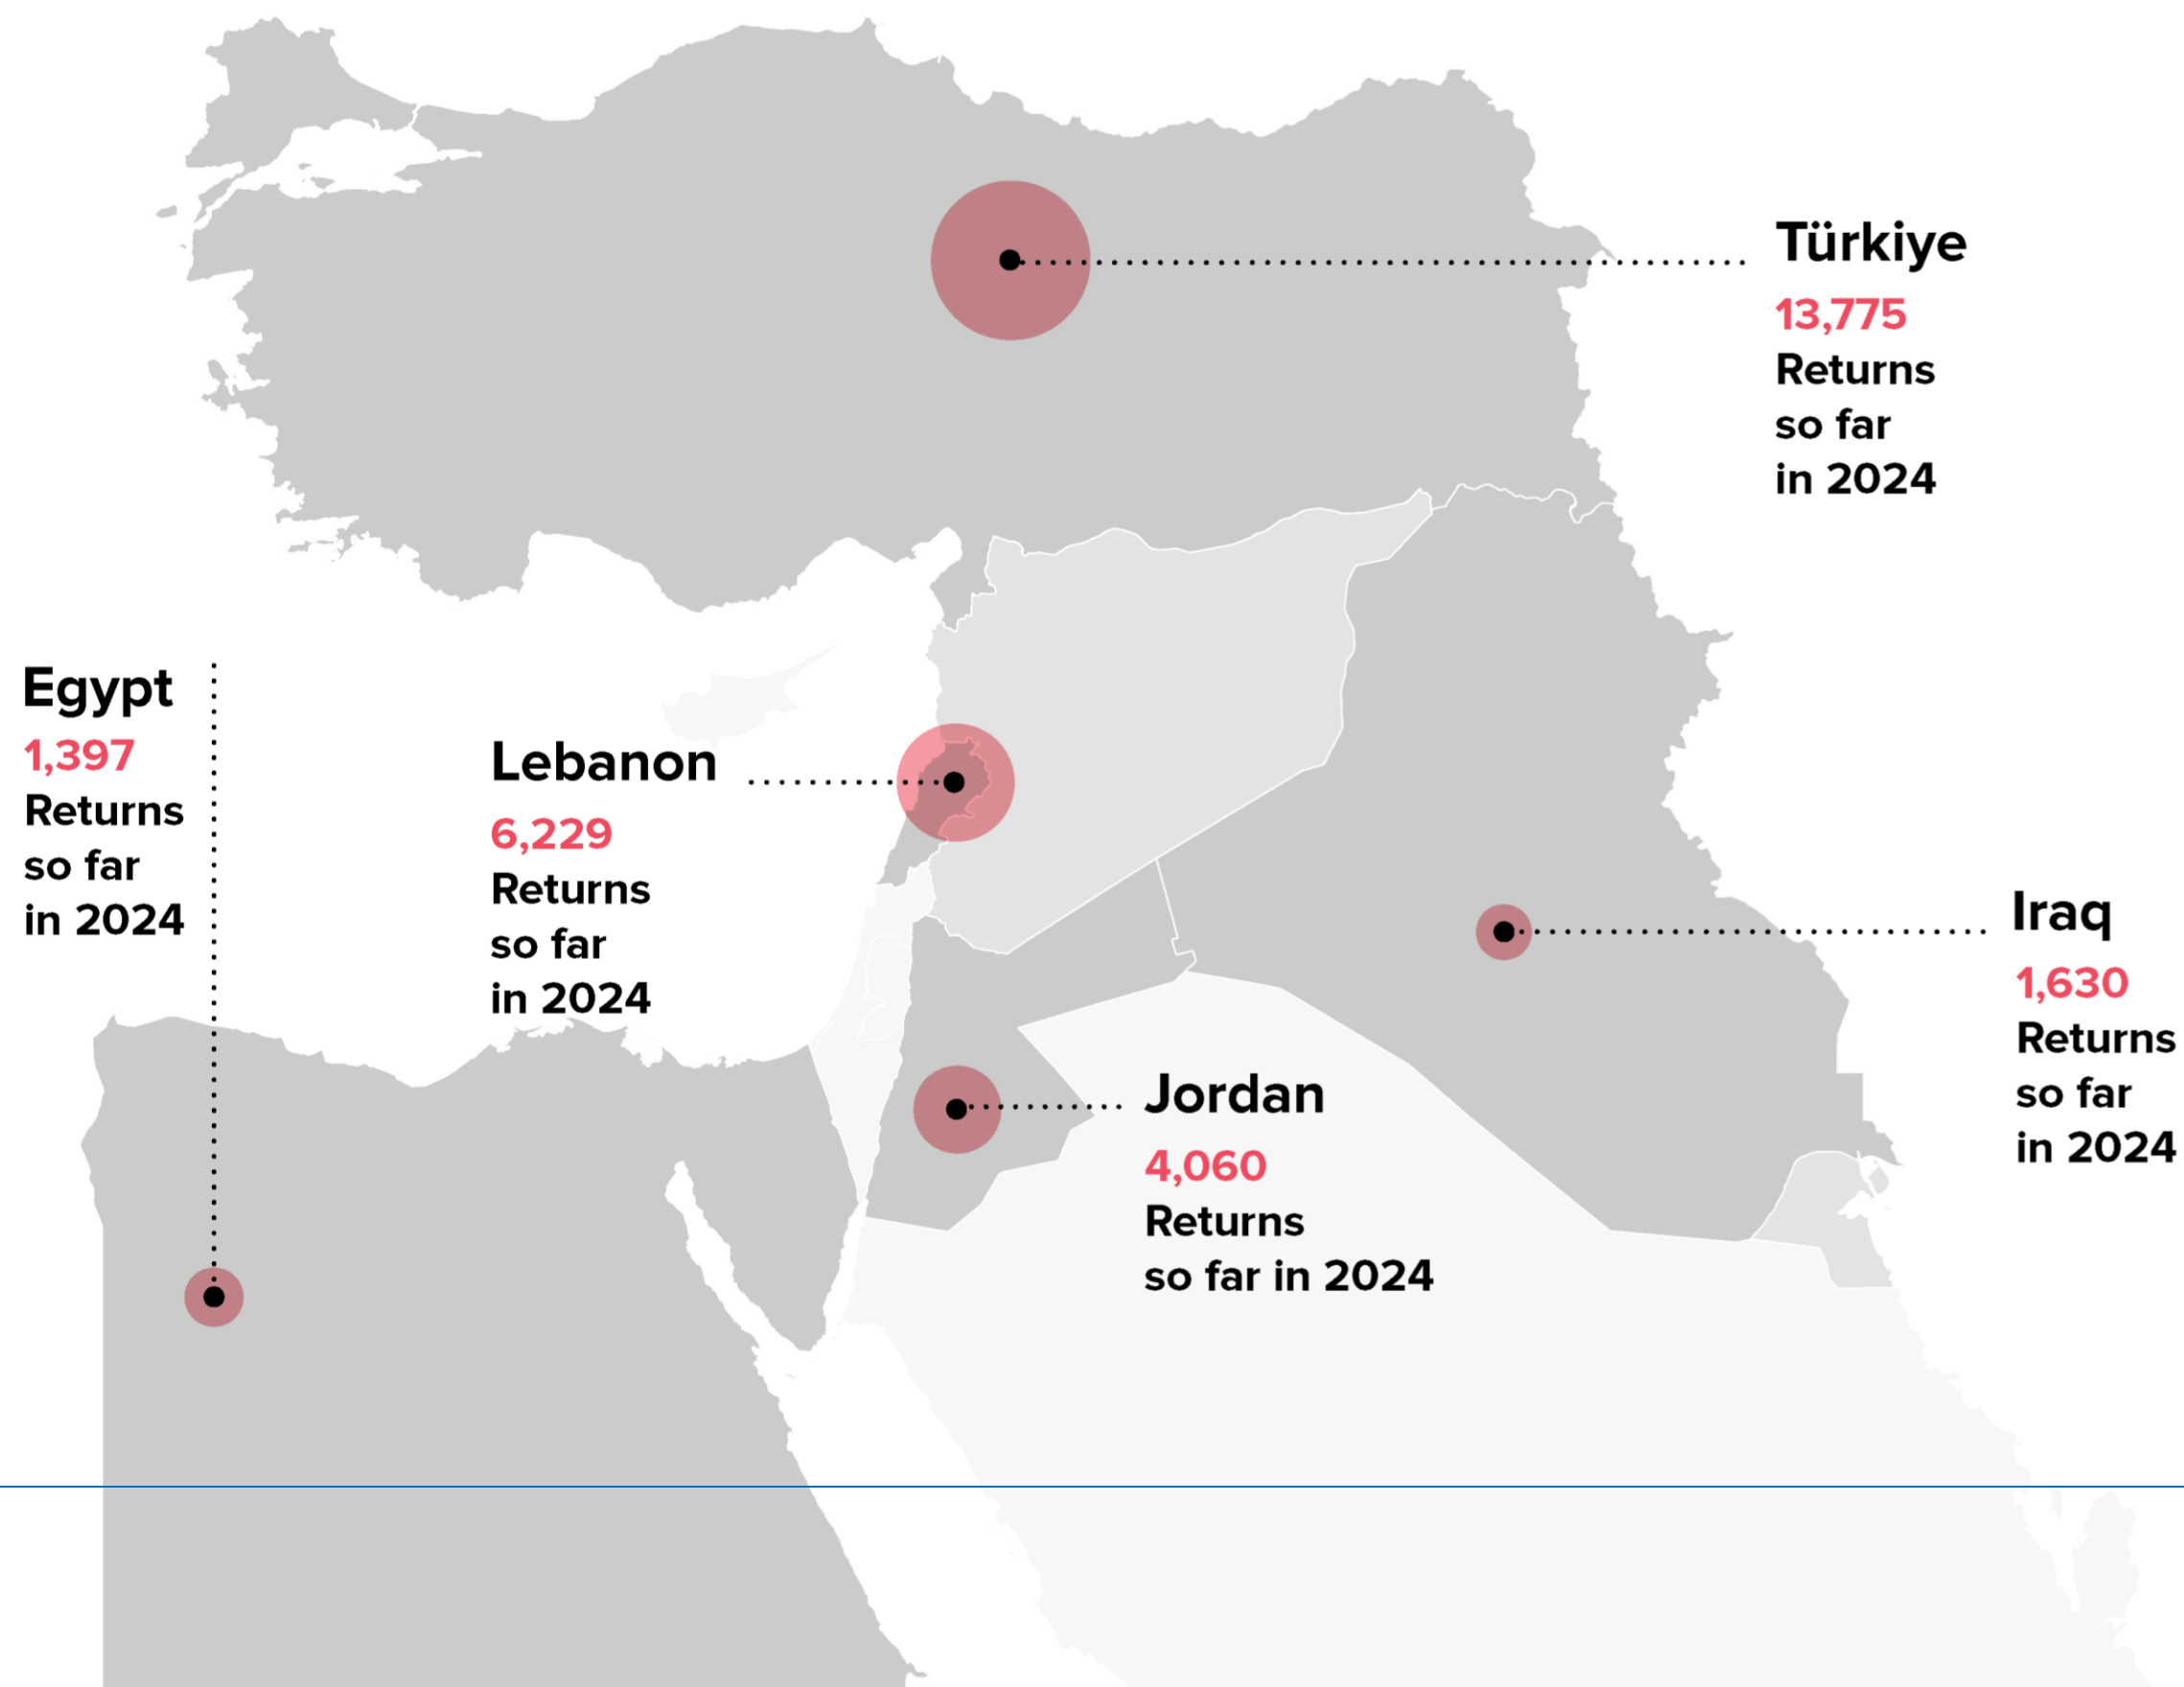 Türkiye
13,775
Returns
so far
in 2024
Egypt
1,397
Returns
so far
in 2024
Lebanon
6,229
Returns
so far
in 2024
Iraq
1,630
Returns
so far
in 2024
Jordan
4,060
Returns
so far in 2024